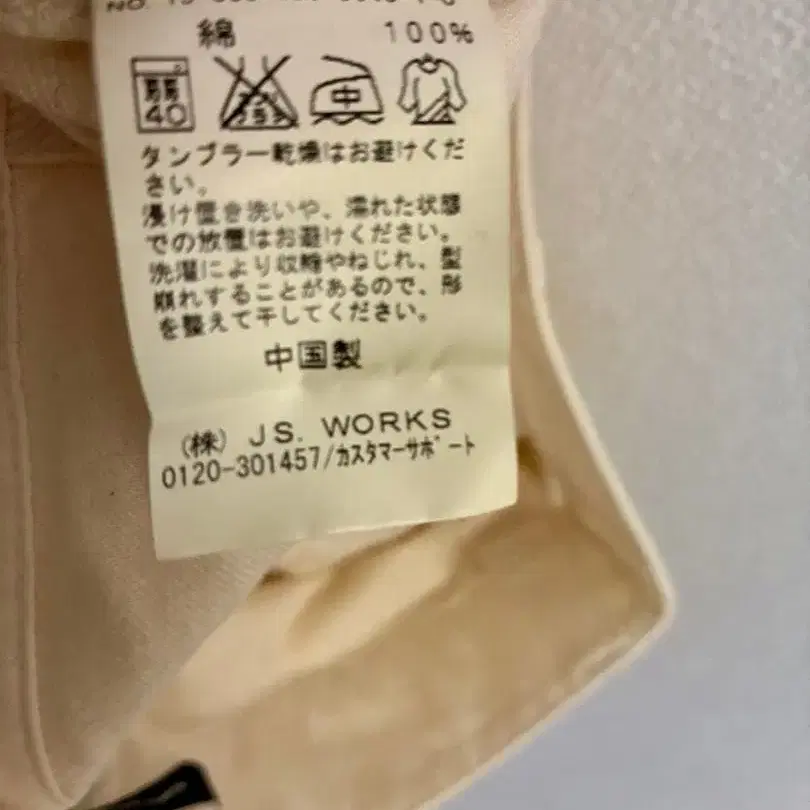 綿 100%
弱 40
中
タンブラー乾燥はお避けくだ
さい。
浸け置き洗いや、濡れた状態
での放置はお避けください。
洗濯により収縮やねじれ、型
崩れすることがあるので、形
を整えて干してください。
中国製
(株) JS. WORKS
0120-301457/カスタマーサポート